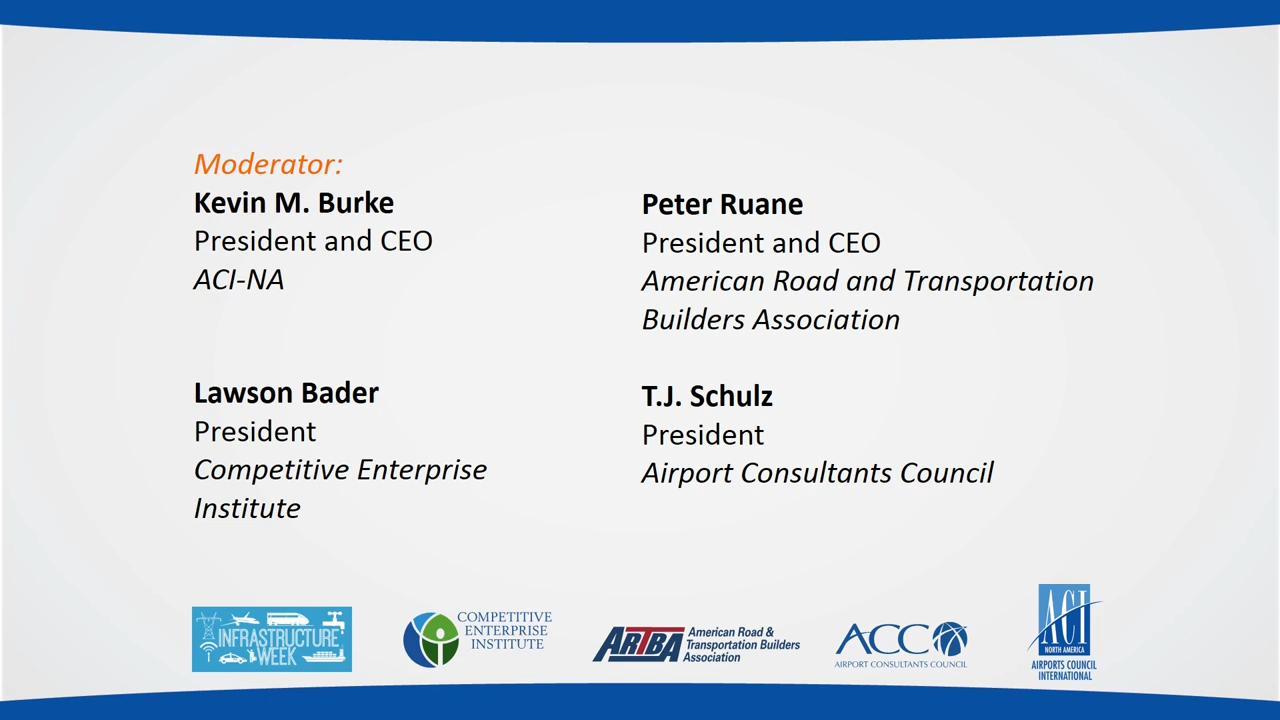 Moderator:
Kevin M. Burke
President and CEO
ACI-NA
Peter Ruane
President and CEO
American Road and Transportation
Builders Association
Lawson Bader
President
Competitive Enterprise
Institute
T.J. Schulz
President
Airport Consultants Council
INFRASTRUCTURE
WEEK
COMPETITIVE
ENTERPRISE
INSTITUTE
ARTBA
American Road &
Transportation Builders
Association
ACC
AIRPORT CONSULTANTS COUNCIL
ACI
NORTH AMERICA
AIRPORTS COUNCIL
INTERNATIONAL